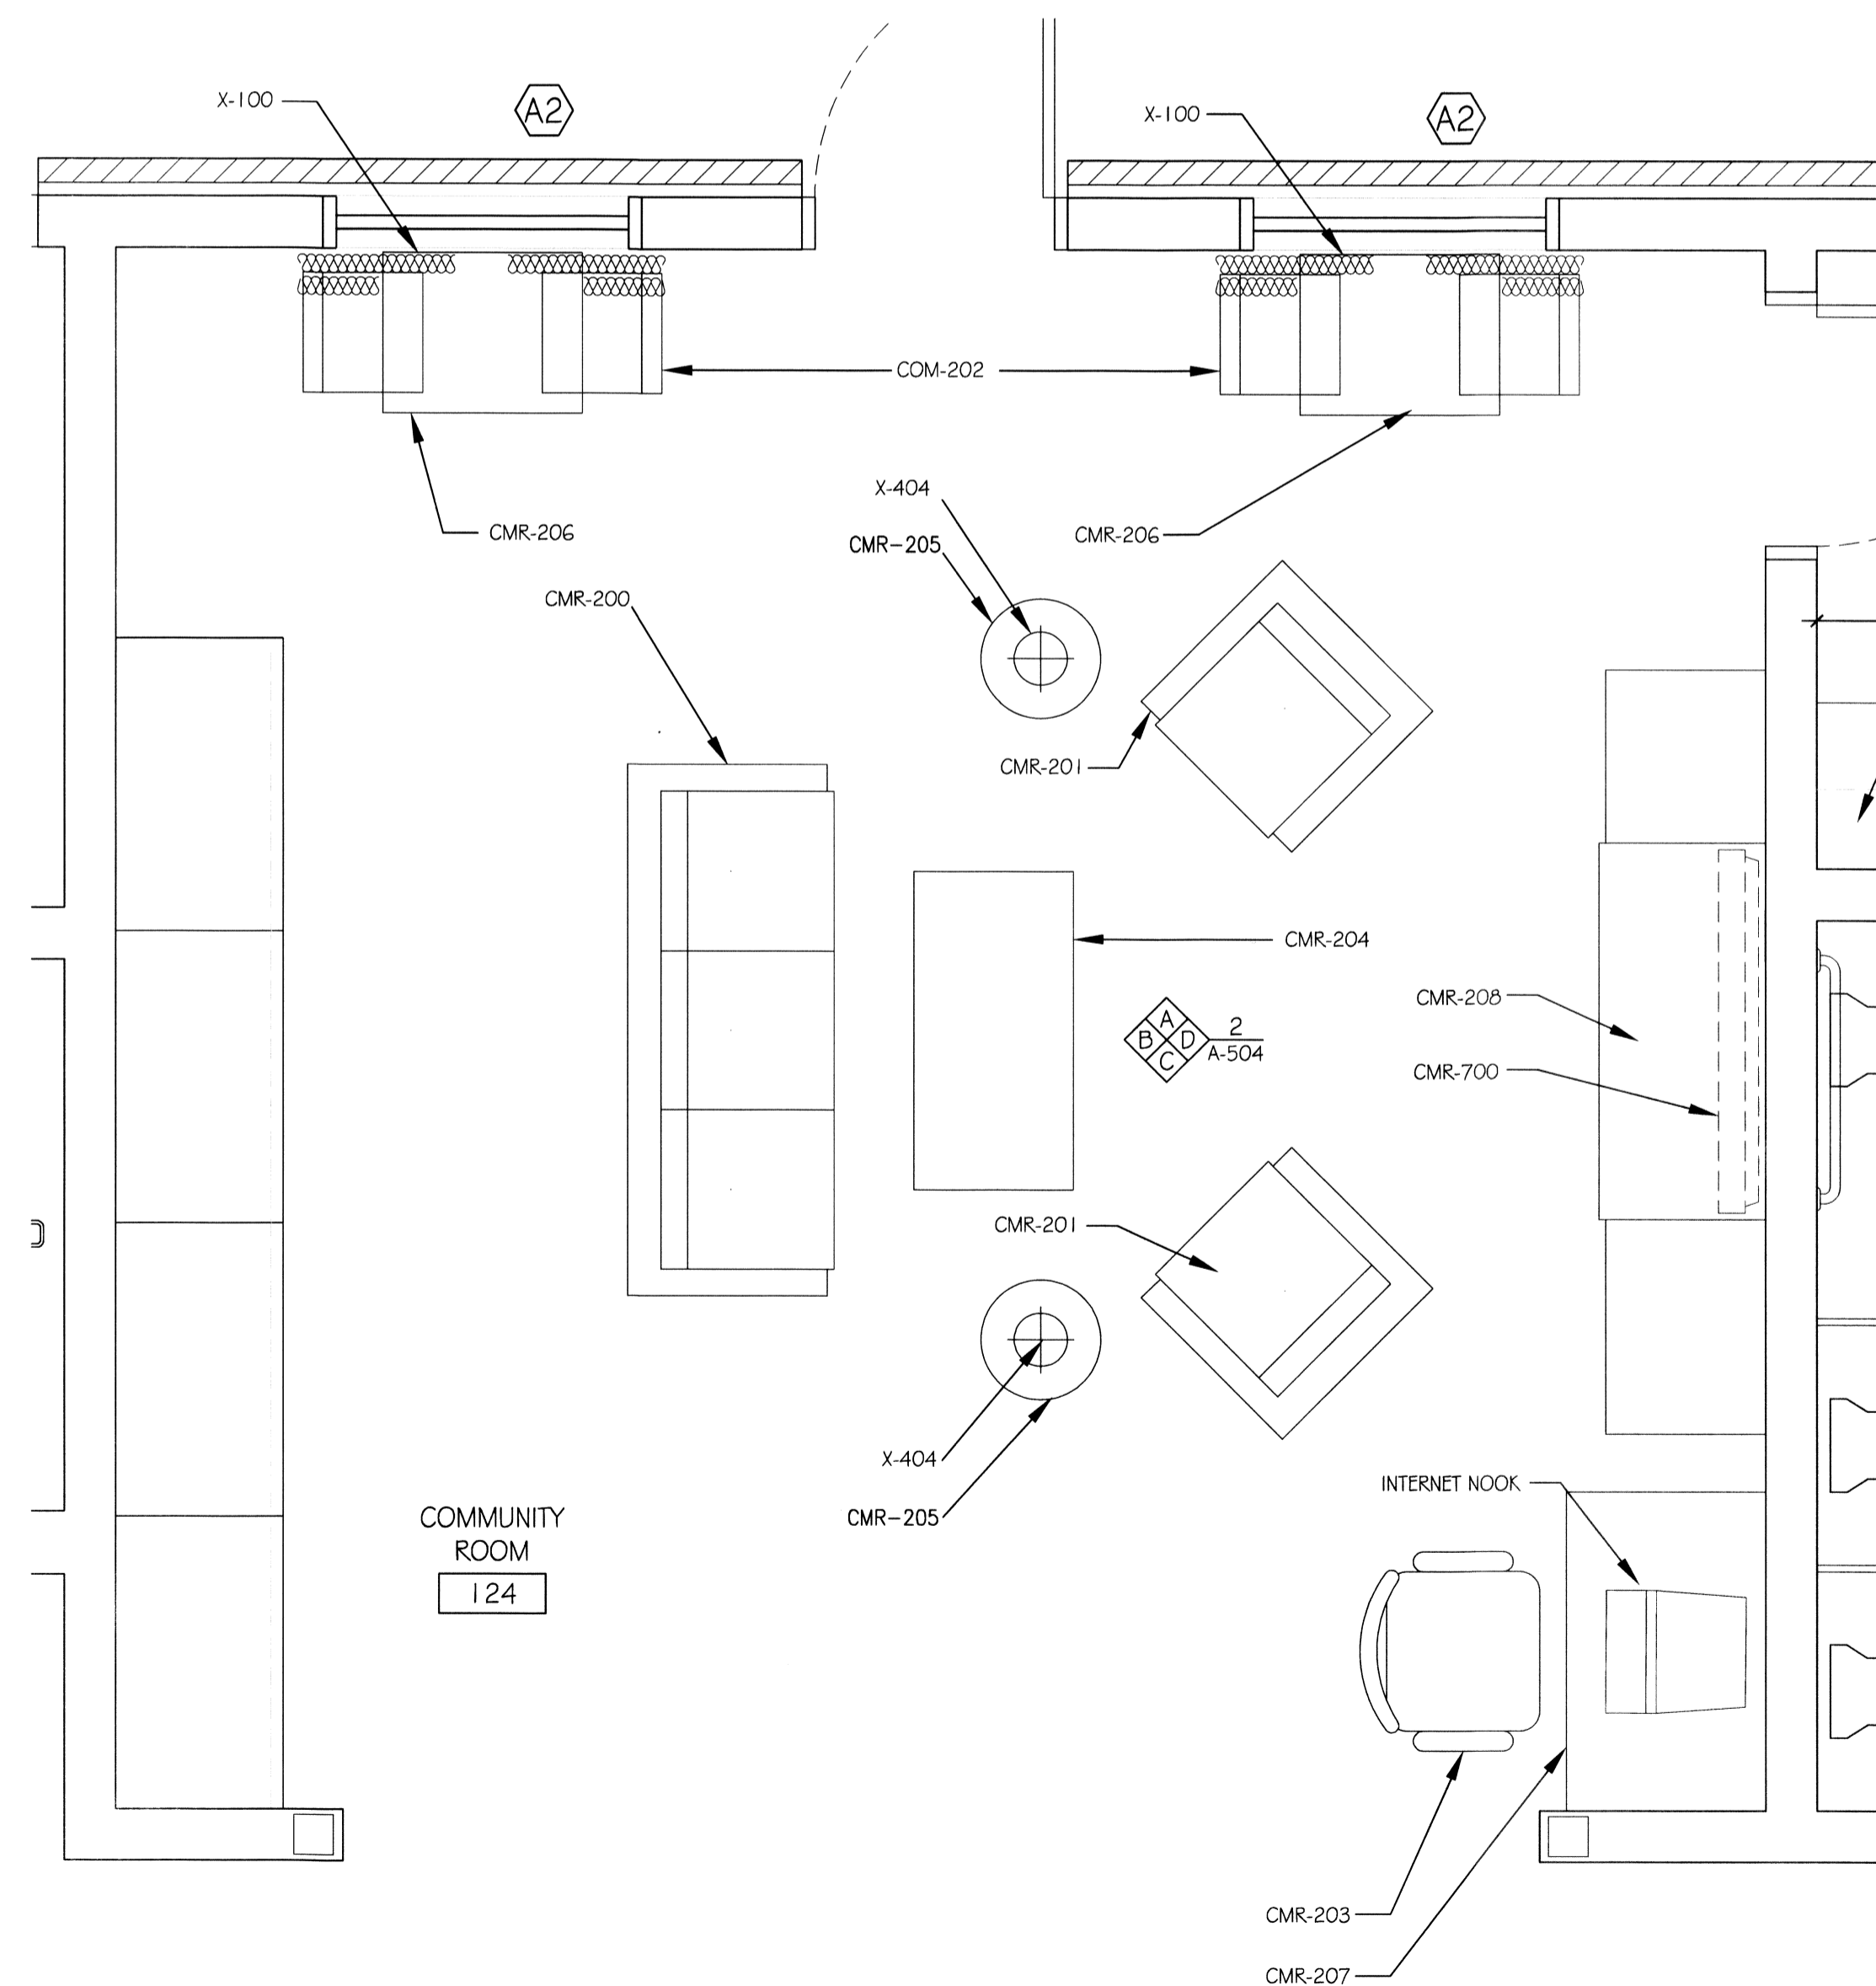 X-100
A2
X-100
A2
COM-202
X-404
CMR-206
CMR-206
CMR-205
CMR-200
CMR-201
CMR-204
CMR-208
A
B D
C
2
A-504
CMR-700
CMR-201
X-404
INTERNET NOOK
CMR-205
COMMUNITY
ROOM
124
CMR-203
CMR-207